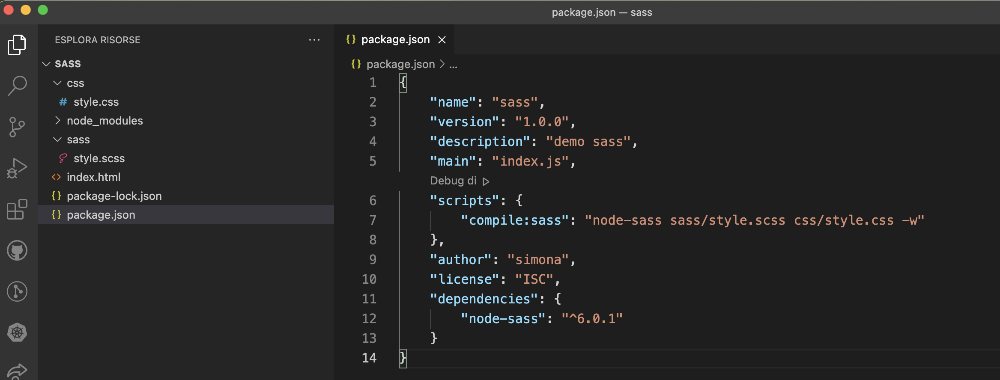 package.json — sass
ESPLORA RISORSE
SASS
css
# style.css
node_modules
sass
style.scss
<> index.html
{} package-lock.json
{} package.json
{} package.json ×
{} package.json > ...
1 {
2 "name": "sass",
3 "version": "1.0.0",
4 "description": "demo sass",
5 "main": "index.js",
Debug di
6 "scripts": {
7 "compile:sass": "node-sass sass/style.scss css/style.css -w"
8 },
9 "author": "simona",
10 "license": "ISC",
11 "dependencies": {
12 "node-sass": "^6.0.1"
13 }
14 }